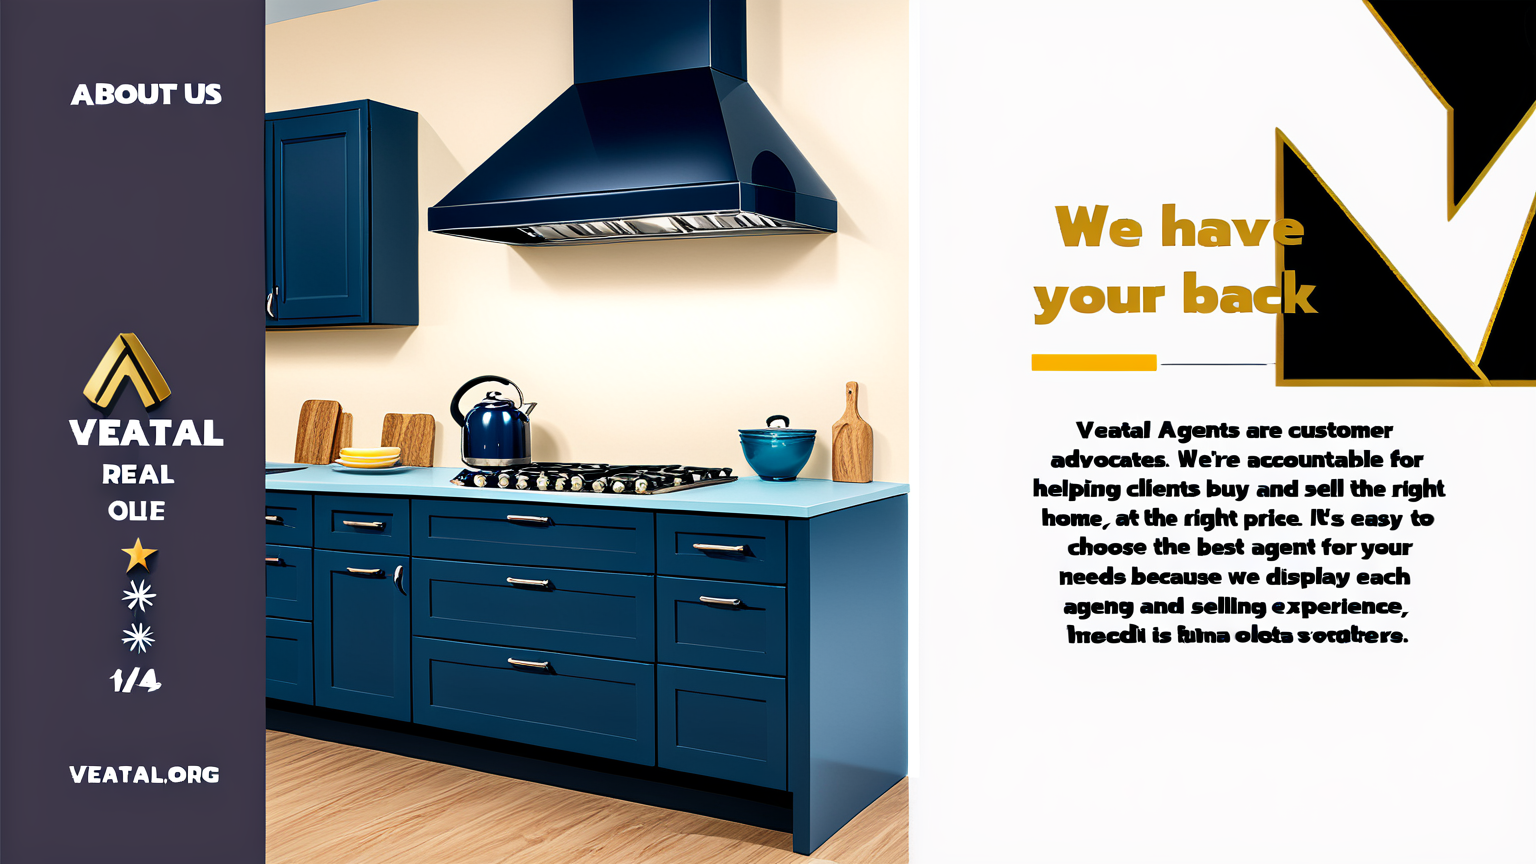 ABOUT US
VEATAL
REAL
OUE
1/4
VEATAL.ORG
We have
your back
Veatal Agents are customer
advocates. We're accountable for
helping clients buy and sell the right
home, at the right price. It's easy to
choose the best agent for your
needs because we display each
ageng and selling experience,
is